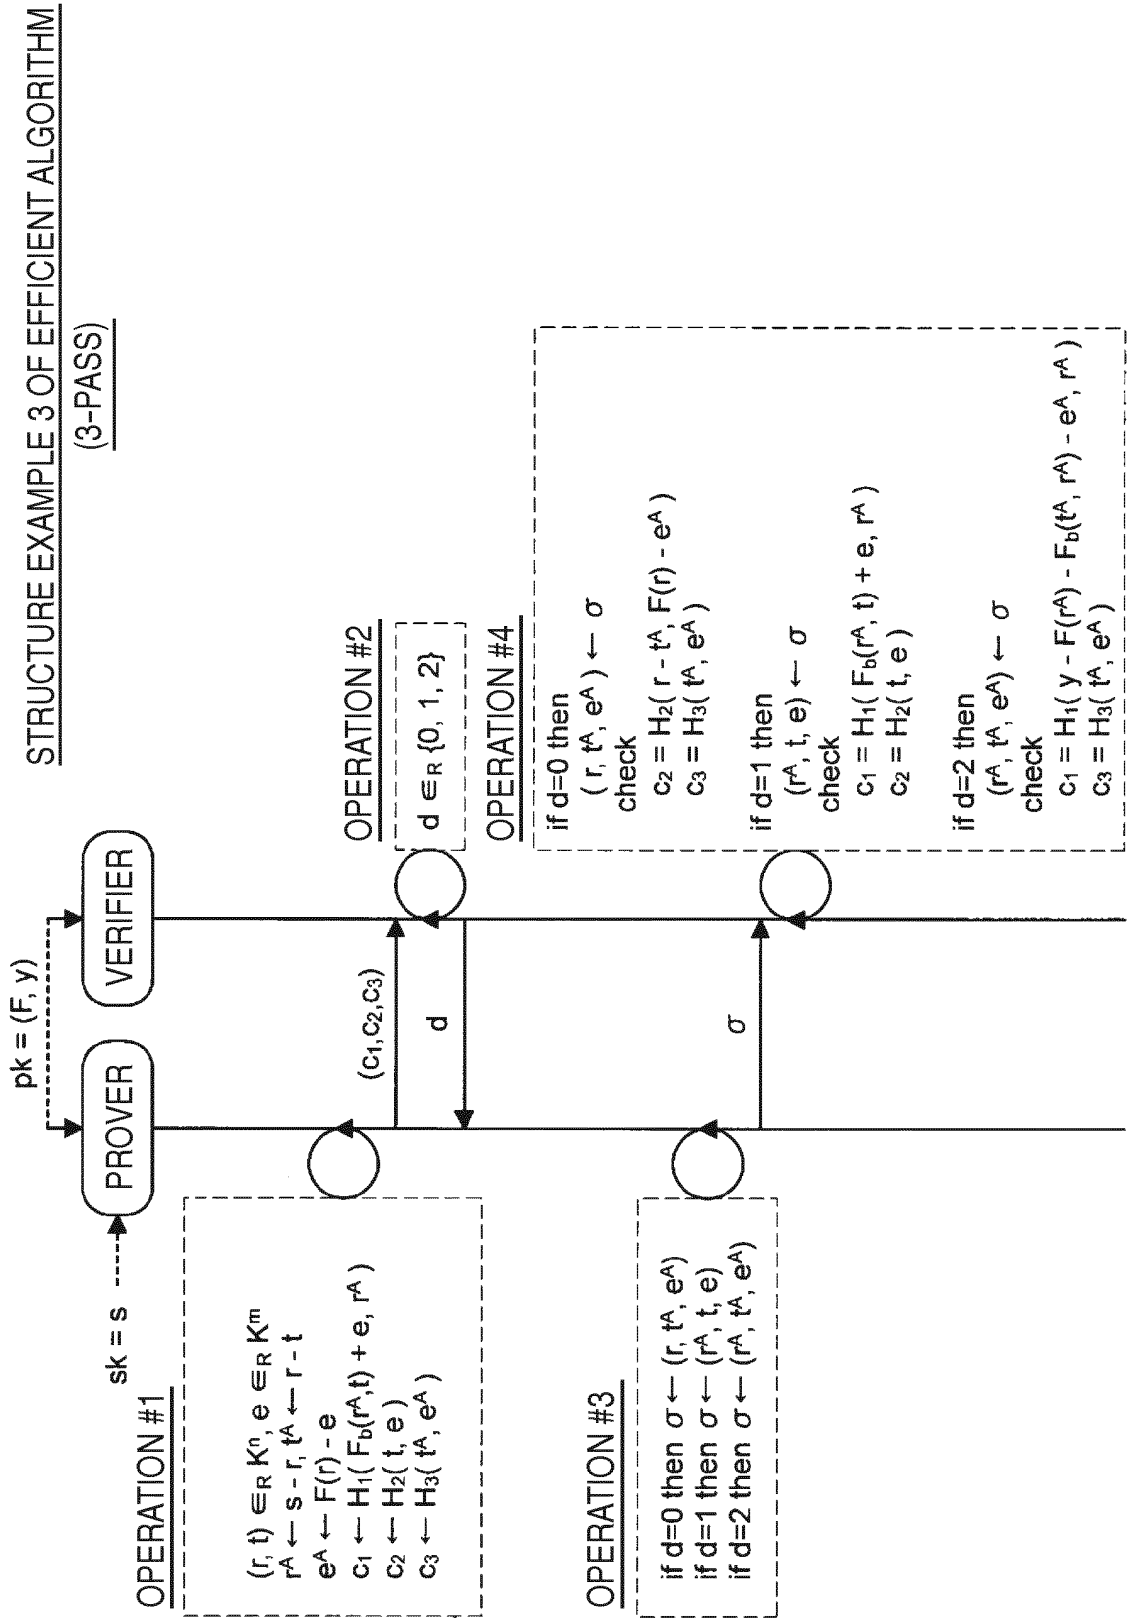 STRUCTURE EXAMPLE 3 OF EFFICIENT ALGORITHM
(3-PASS)
pk = (F, y)
sk = s
PROVER
VERIFIER
OPERATION #1
(r, t) ∈R Kⁿ, e ∈R Kᵐ
rᴬ ← s - r, tᴬ ← r - t
eᴬ ← F(r) - e
c₁ ← H₁( F_b(rᴬ,t) + e, rᴬ )
c₂ ← H₂( t, e )
c₃ ← H₃( tᴬ, eᴬ )
(c₁,c₂,c₃)
OPERATION #2
d ∈R {0, 1, 2}
d
OPERATION #3
if d=0 then σ ← (r, tᴬ, eᴬ)
if d=1 then σ ← (rᴬ, t, e)
if d=2 then σ ← (rᴬ, tᴬ, eᴬ)
σ
OPERATION #4
if d=0 then
( r, tᴬ, eᴬ ) ← σ
check
c₂ = H₂( r - tᴬ, F(r) - eᴬ )
c₃ = H₃( tᴬ, eᴬ )
if d=1 then
(rᴬ, t, e) ← σ
check
c₁ = H₁( F_b(rᴬ, t) + e, rᴬ )
c₂ = H₂( t, e )
if d=2 then
(rᴬ, tᴬ, eᴬ) ← σ
check
c₁ = H₁( y - F(rᴬ) - F_b(tᴬ, rᴬ) - eᴬ, rᴬ )
c₃ = H₃( tᴬ, eᴬ )